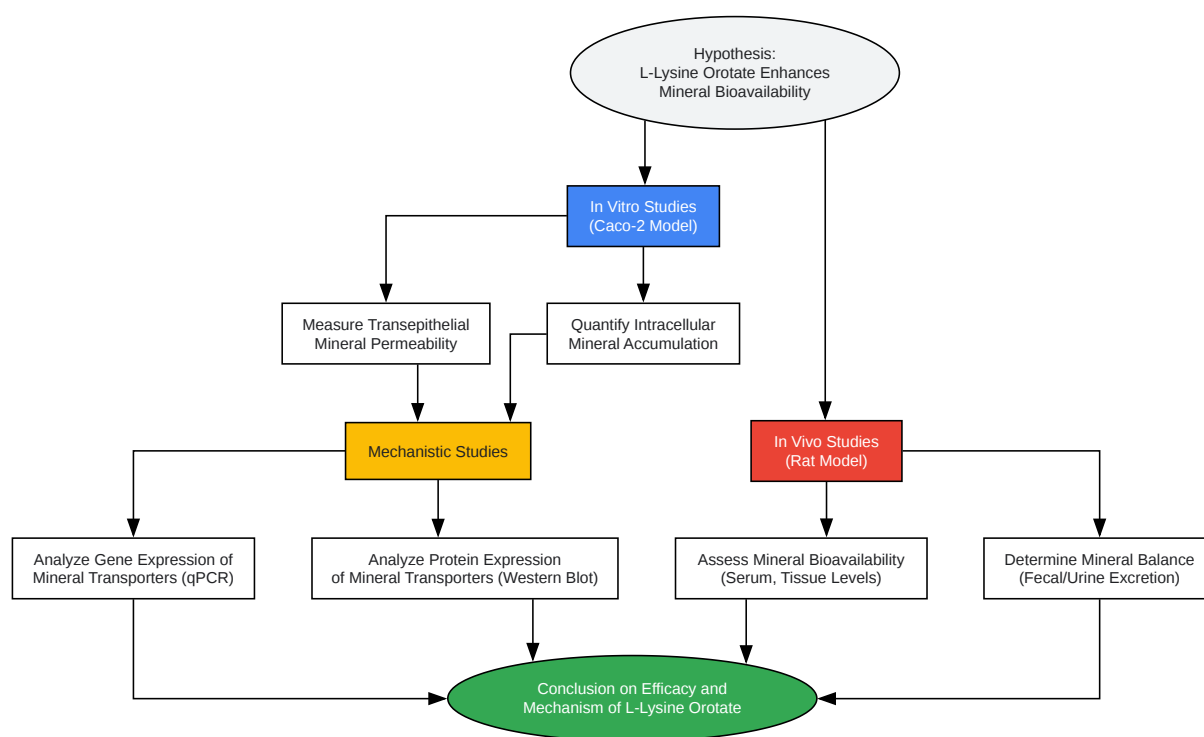 Hypothesis:
L-Lysine Orotate Enhances
Mineral Bioavailability
In Vitro Studies
(Caco-2 Model)
Measure Transepithelial
Mineral Permeability
Quantify Intracellular
Mineral Accumulation
Mechanistic Studies
In Vivo Studies
(Rat Model)
Analyze Gene Expression of
Mineral Transporters (qPCR)
Analyze Protein Expression
of Mineral Transporters (Western Blot)
Assess Mineral Bioavailability
(Serum, Tissue Levels)
Determine Mineral Balance
(Fecal/Urine Excretion)
Conclusion on Efficacy and
Mechanism of L-Lysine Orotate